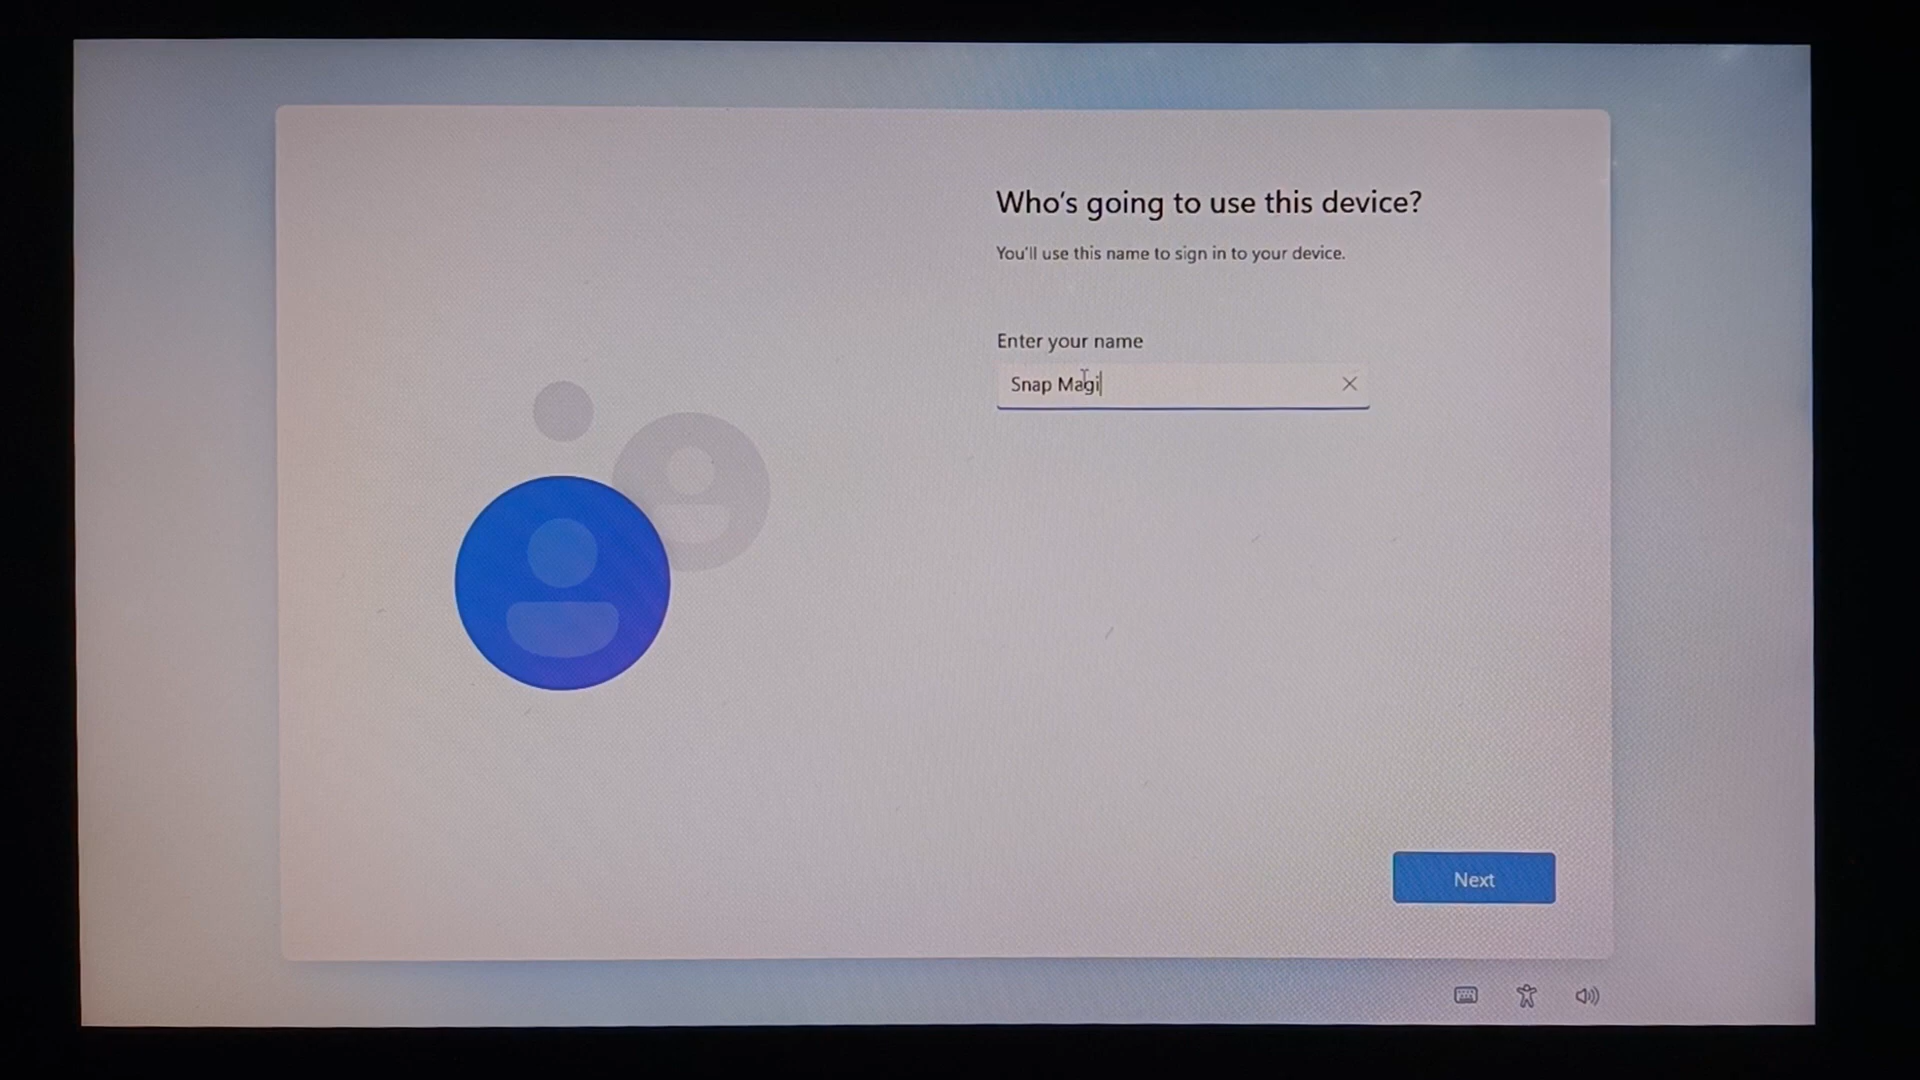 Who's going to use this device?
You'll use this name to sign in to your device.
Enter your name
Snap Magi
Next